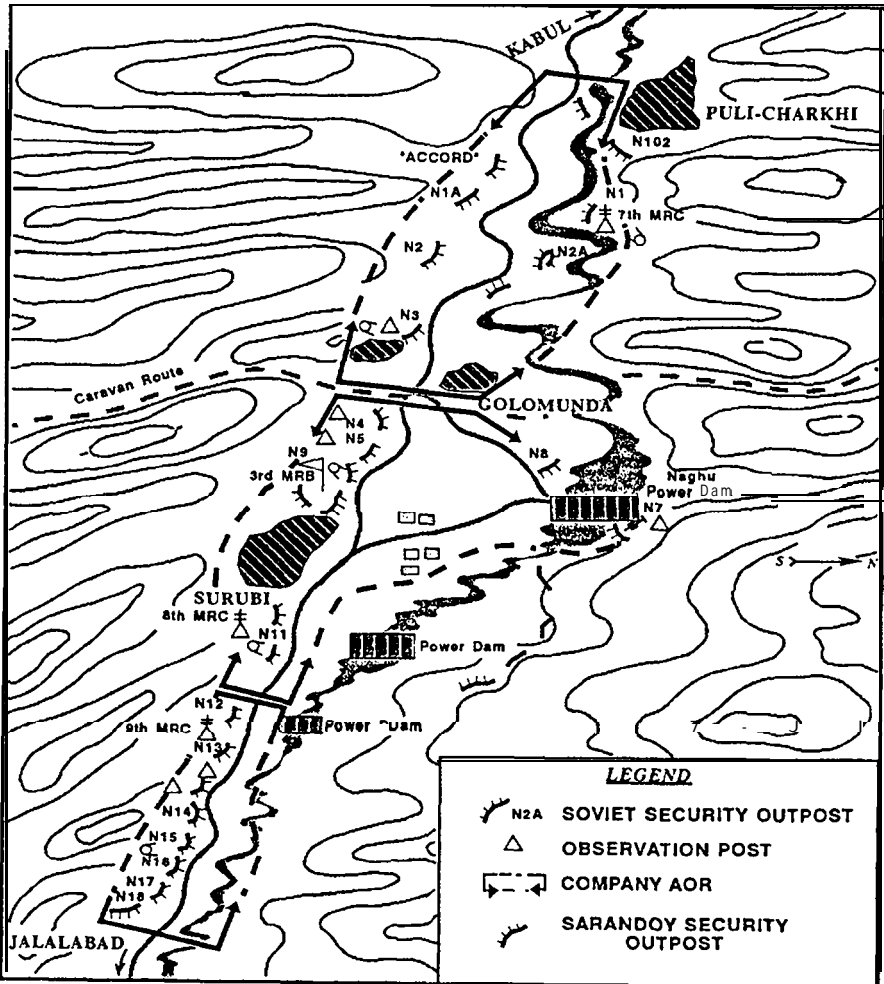 KABUL
PULI-CHARKHI
N102
"ACCORD"
N1A
N1
7th MRC
N2
N2A
N3
Caravan Route
GOLOMUNDA
N4
N5
N9
3rd MRB
N8
Naghu
Power Dam
N7
S
N
SURUBI
8th MRC
N11
Power Dam
N12
9th MRC
Power
N13
N14
N15
N16
N17
N18
JALALABAD
LEGEND
N2A SOVIET SECURITY OUTPOST
OBSERVATION POST
COMPANY AOR
SARANDOY SECURITY
OUTPOST